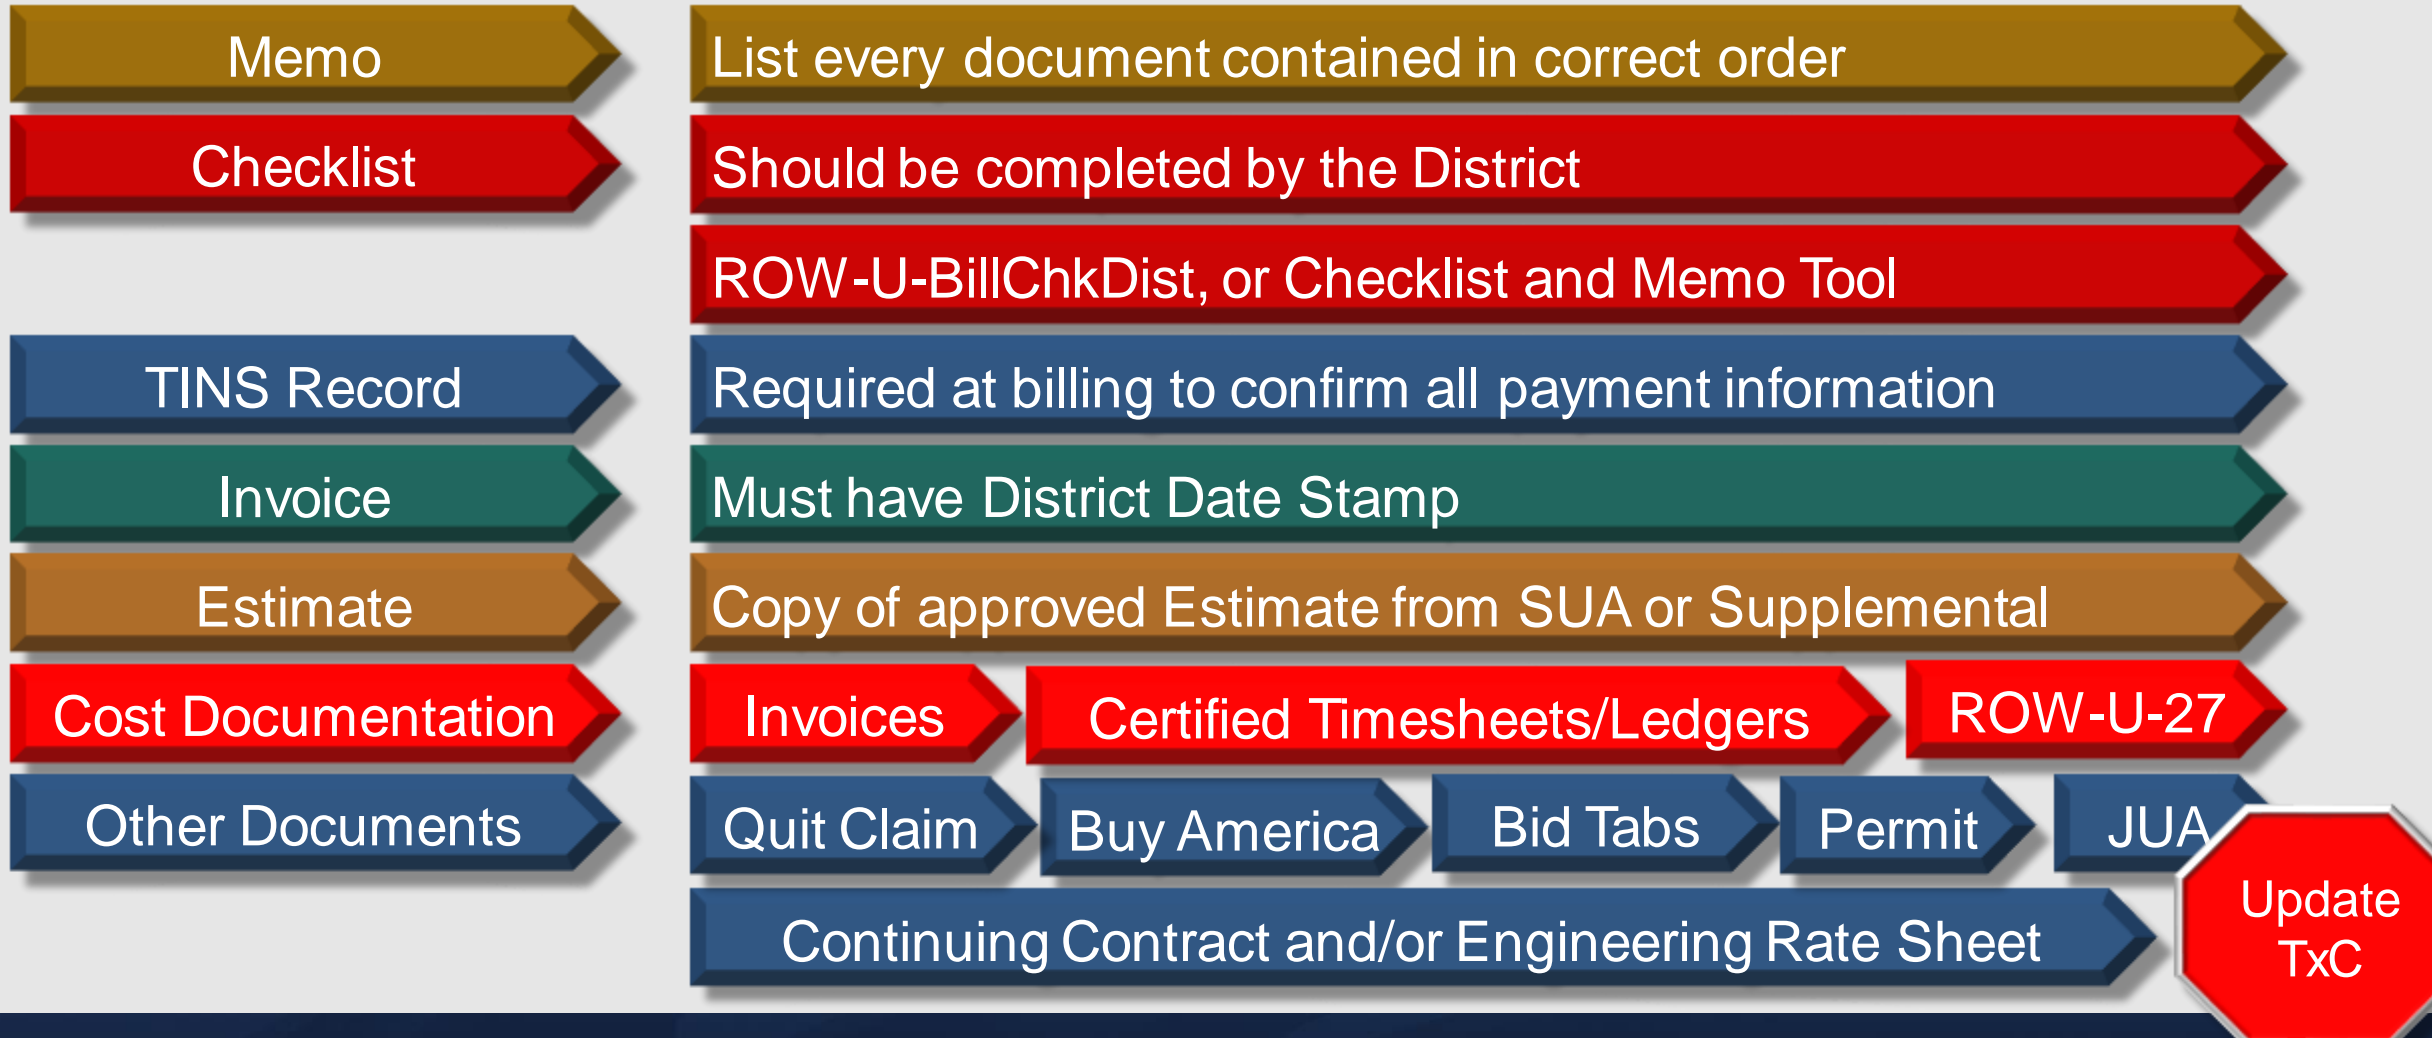 Memo
List every document contained in correct order
Checklist
Should be completed by the District
ROW-U-BillChkDist, or Checklist and Memo Tool
TINS Record
Required at billing to confirm all payment information
Invoice
Must have District Date Stamp
Estimate
Copy of approved Estimate from SUA or Supplemental
Cost Documentation
Invoices
Certified Timesheets/Ledgers
ROW-U-27
Other Documents
Quit Claim
Buy America
Bid Tabs
Permit
JUA
Continuing Contract and/or Engineering Rate Sheet
Update
TxC